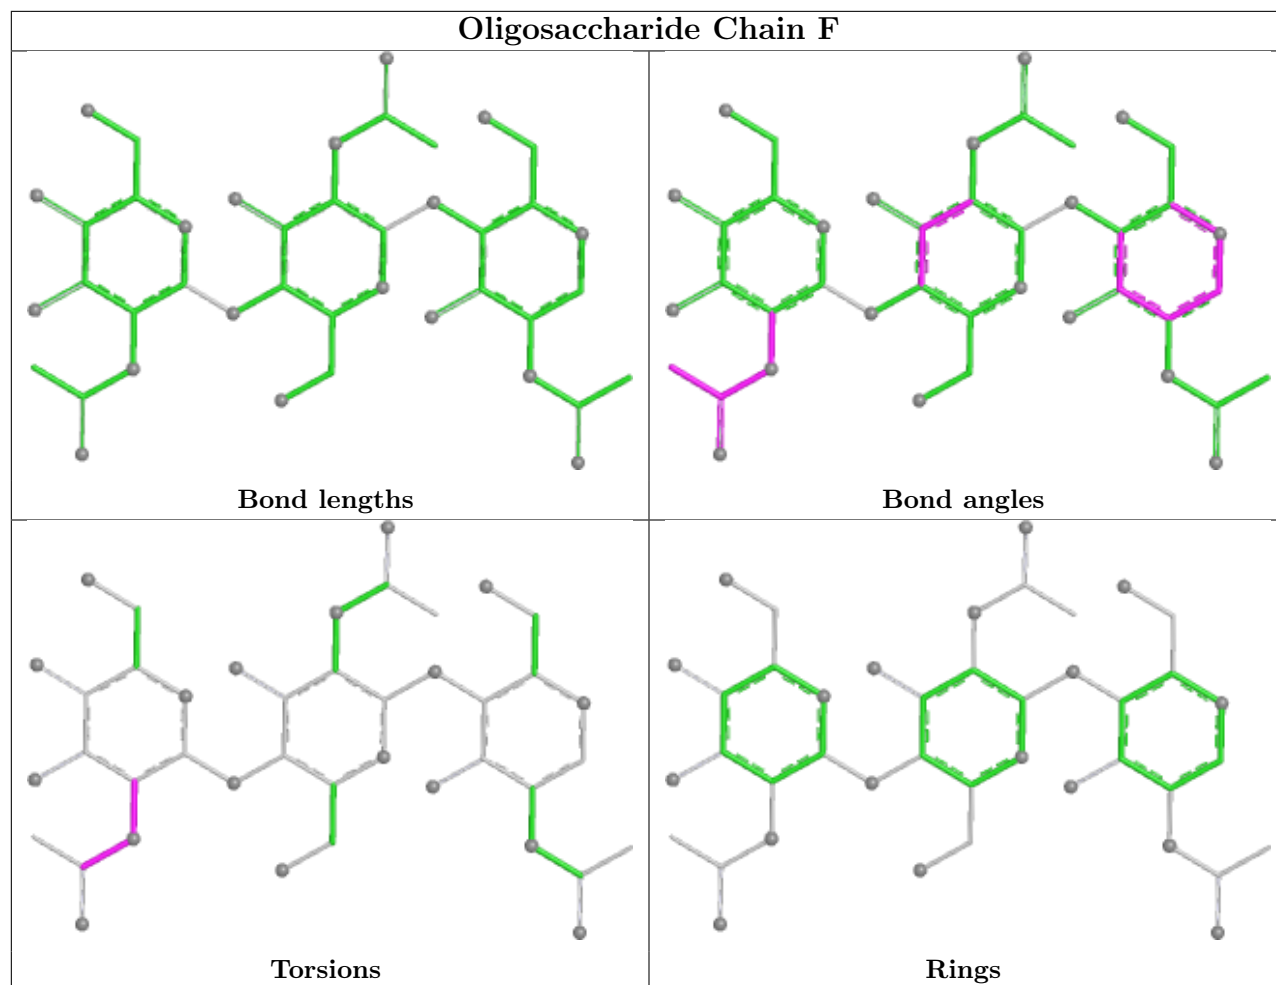 Oligosaccharide Chain F
Bond lengths
Bond angles
Torsions
Rings